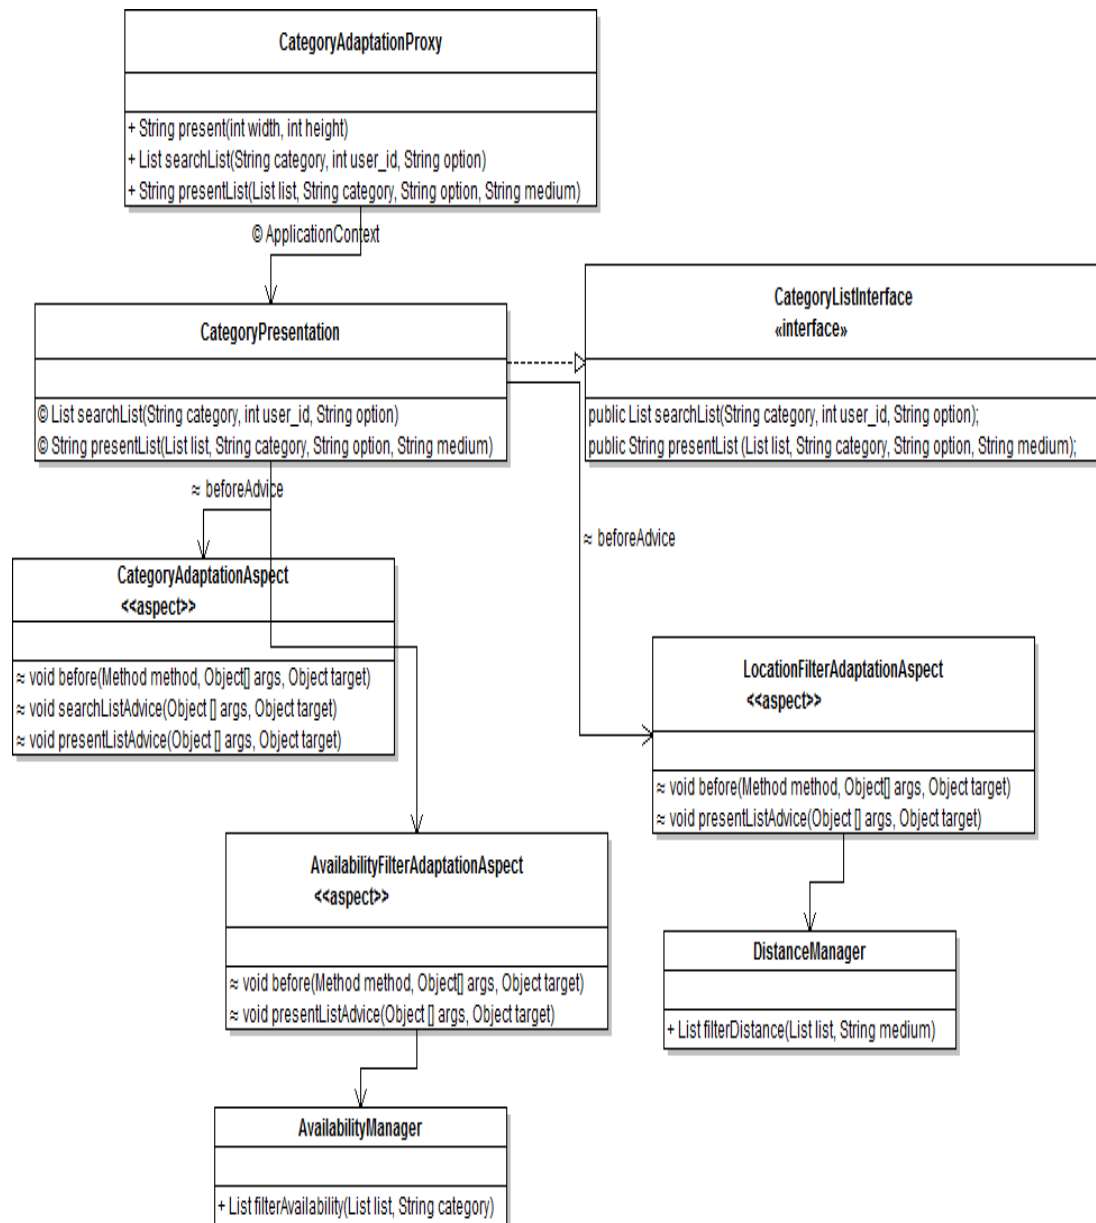 CategoryAdaptationProxy
+ String present(int width, int height)
+ List searchList(String category, int user_id, String option)
+ String presentList(List list, String category, String option, String medium)
© ApplicationContext
CategoryListInterface
«interface»
public List searchList(String category, int user_id, String option);
public String presentList (List list, String category, String option, String medium);
CategoryPresentation
© List searchList(String category, int user_id, String option)
© String presentList(List list, String category, String option, String medium)
≈ beforeAdvice
≈ beforeAdvice
CategoryAdaptationAspect
<<aspect>>
≈ void before(Method method, Object[] args, Object target)
≈ void searchListAdvice(Object [] args, Object target)
≈ void presentListAdvice(Object [] args, Object target)
LocationFilterAdaptationAspect
<<aspect>>
≈ void before(Method method, Object[] args, Object target)
≈ void presentListAdvice(Object [] args, Object target)
AvailabilityFilterAdaptationAspect
<<aspect>>
≈ void before(Method method, Object[] args, Object target)
≈ void presentListAdvice(Object [] args, Object target)
DistanceManager
+ List filterDistance(List list, String medium)
AvailabilityManager
+ List filterAvailability(List list, String category)